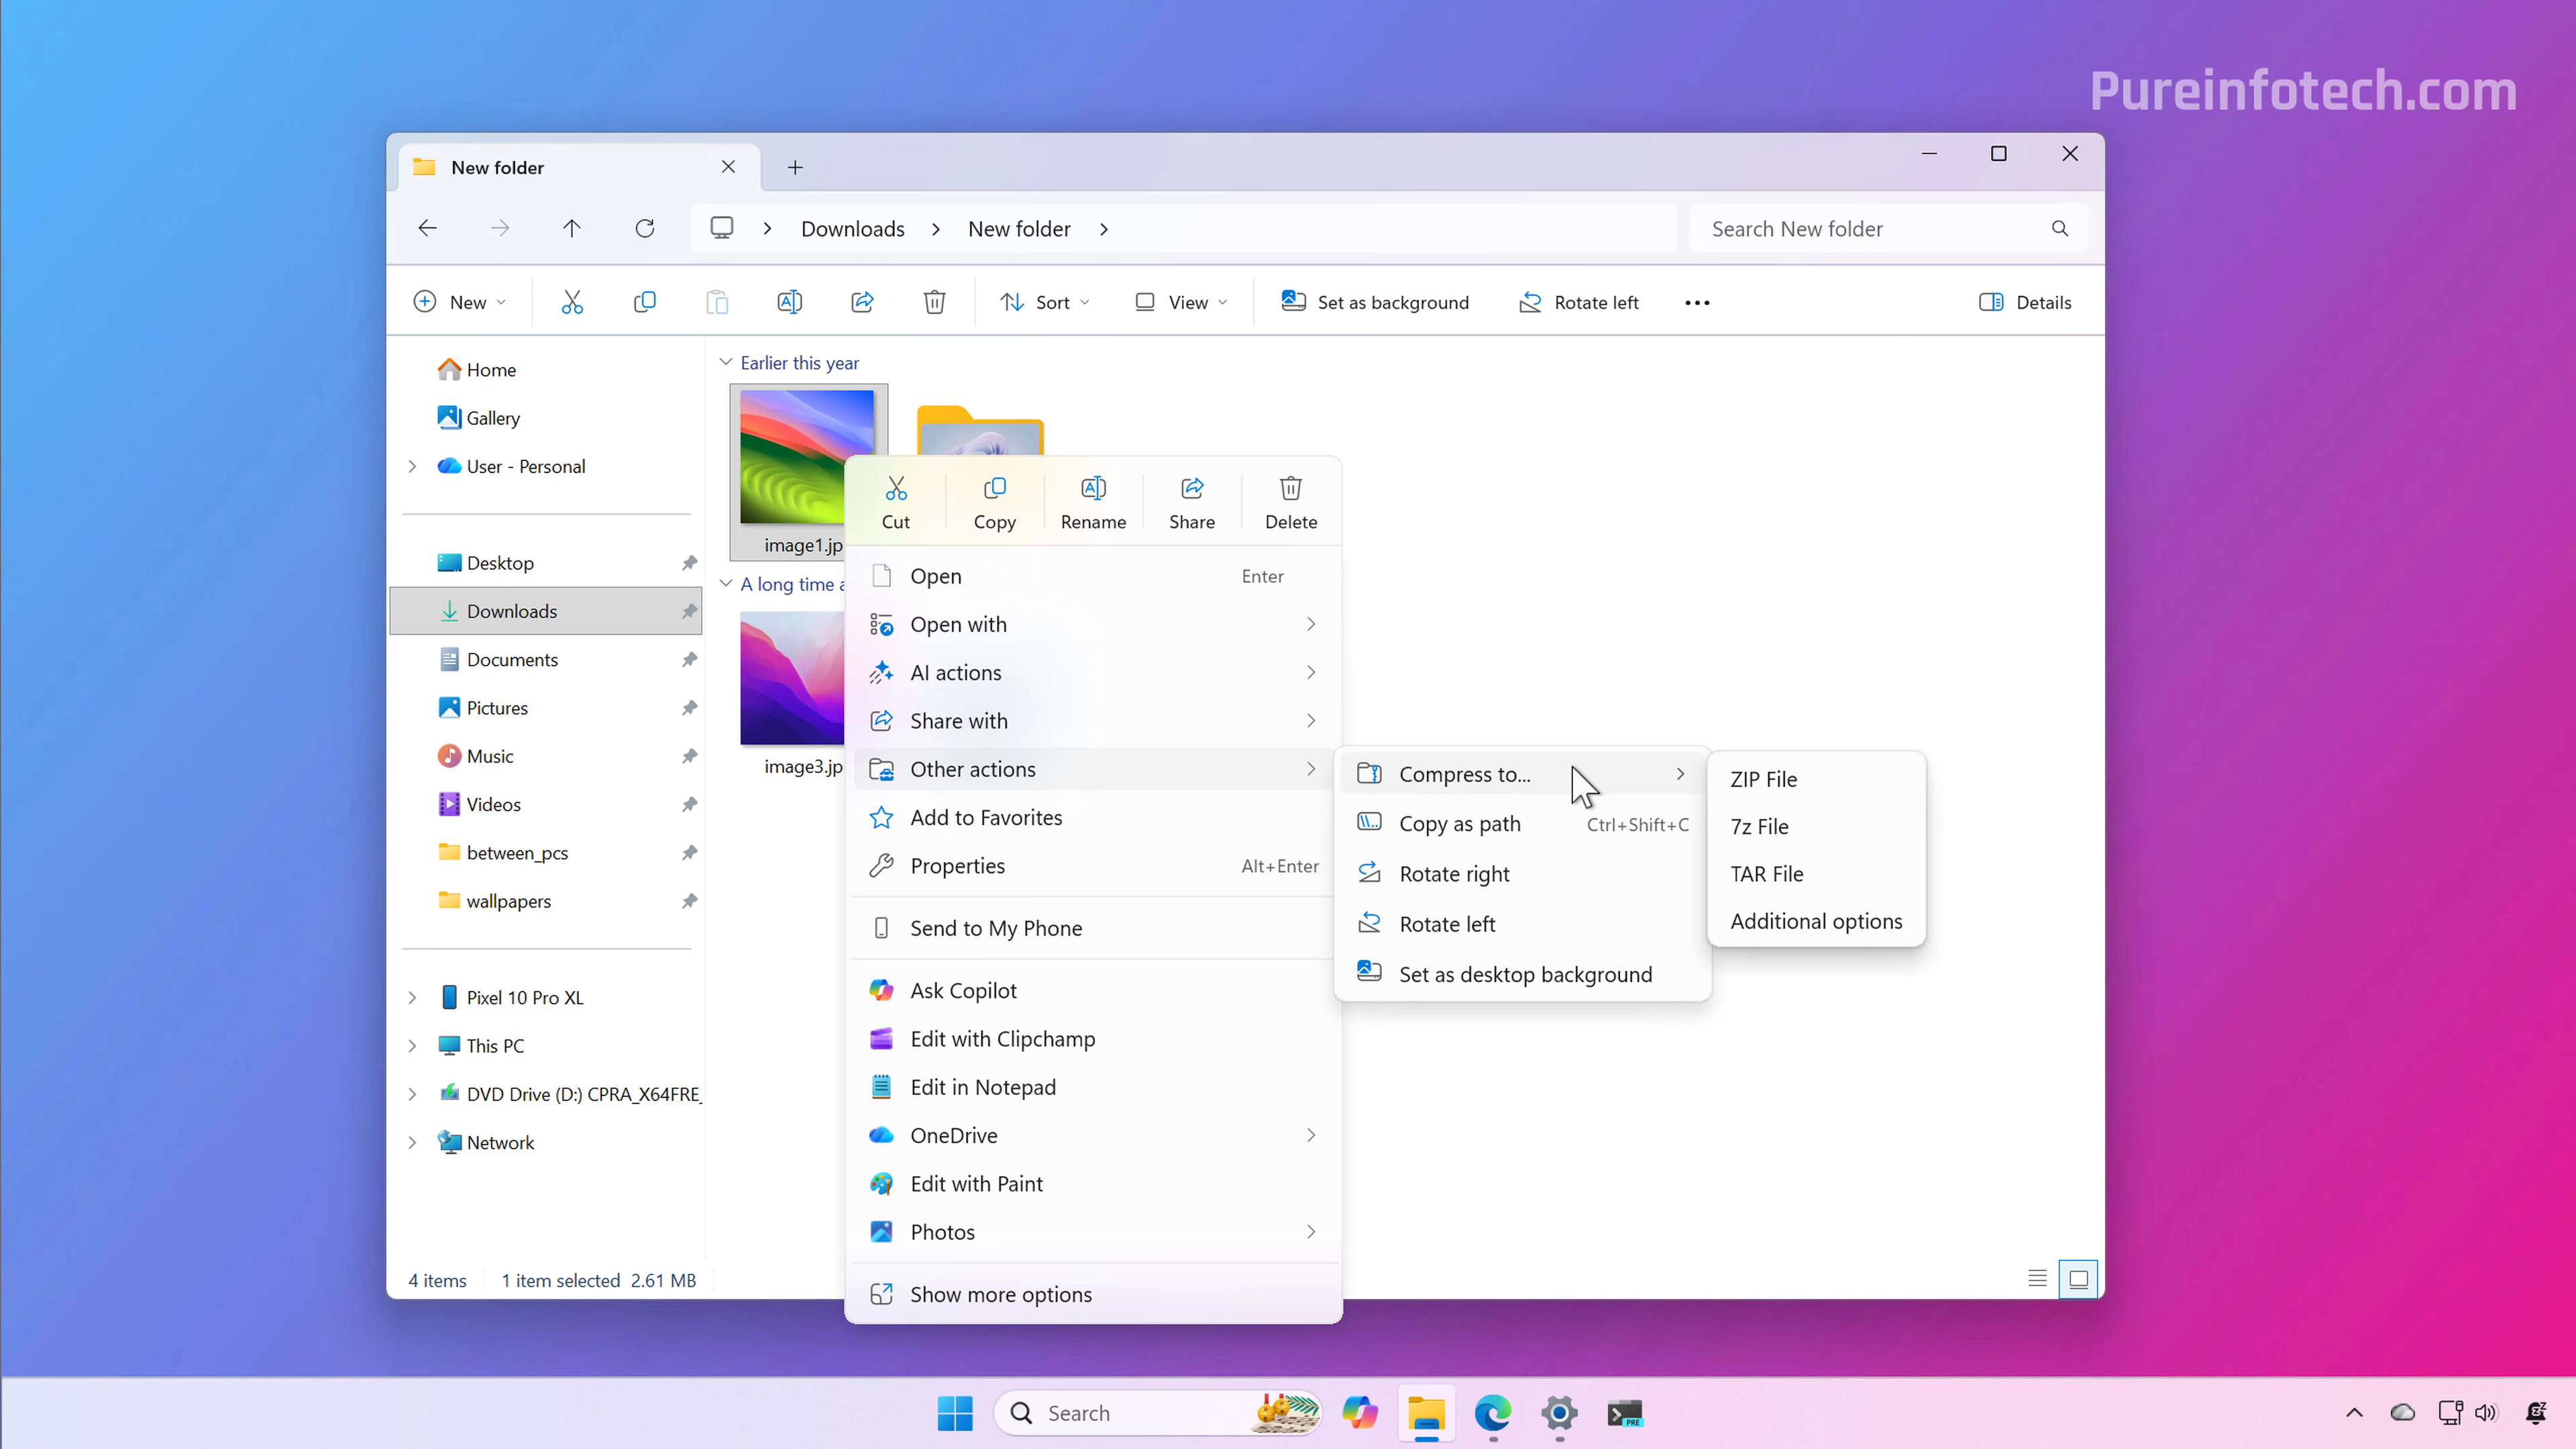 Pureinfotech.com
New folder
Downloads
New folder
Search New folder
New
Sort
View
Set as background
Rotate left
Details
Home
Gallery
User - Personal
Desktop
Downloads
Documents
Pictures
Music
Videos
between_pcs
wallpapers
Pixel 10 Pro XL
This PC
DVD Drive (D:) CPRA_X64FRE_
Network
Earlier this year
image1.jp
A long time a
image3.jp
Cut
Copy
Rename
Share
Delete
Open Enter
Open with
AI actions
Share with
Other actions
Add to Favorites
Properties Alt+Enter
Send to My Phone
Ask Copilot
Edit with Clipchamp
Edit in Notepad
OneDrive
Edit with Paint
Photos
Show more options
Compress to...
Copy as path Ctrl+Shift+C
Rotate right
Rotate left
Set as desktop background
ZIP File
7z File
TAR File
Additional options
4 items 1 item selected 2.61 MB
Search
PRE